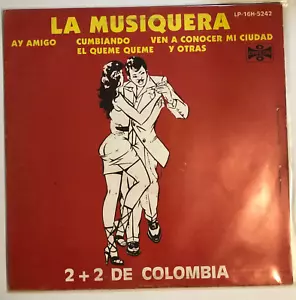 LP-16H-5242
LA MUSIQUERA
AY AMIGO CUMBIANDO VEN A CONOCER MI CIUDAD
EL QUEME QUEME Y OTRAS
2+2 DE COLOMBIA